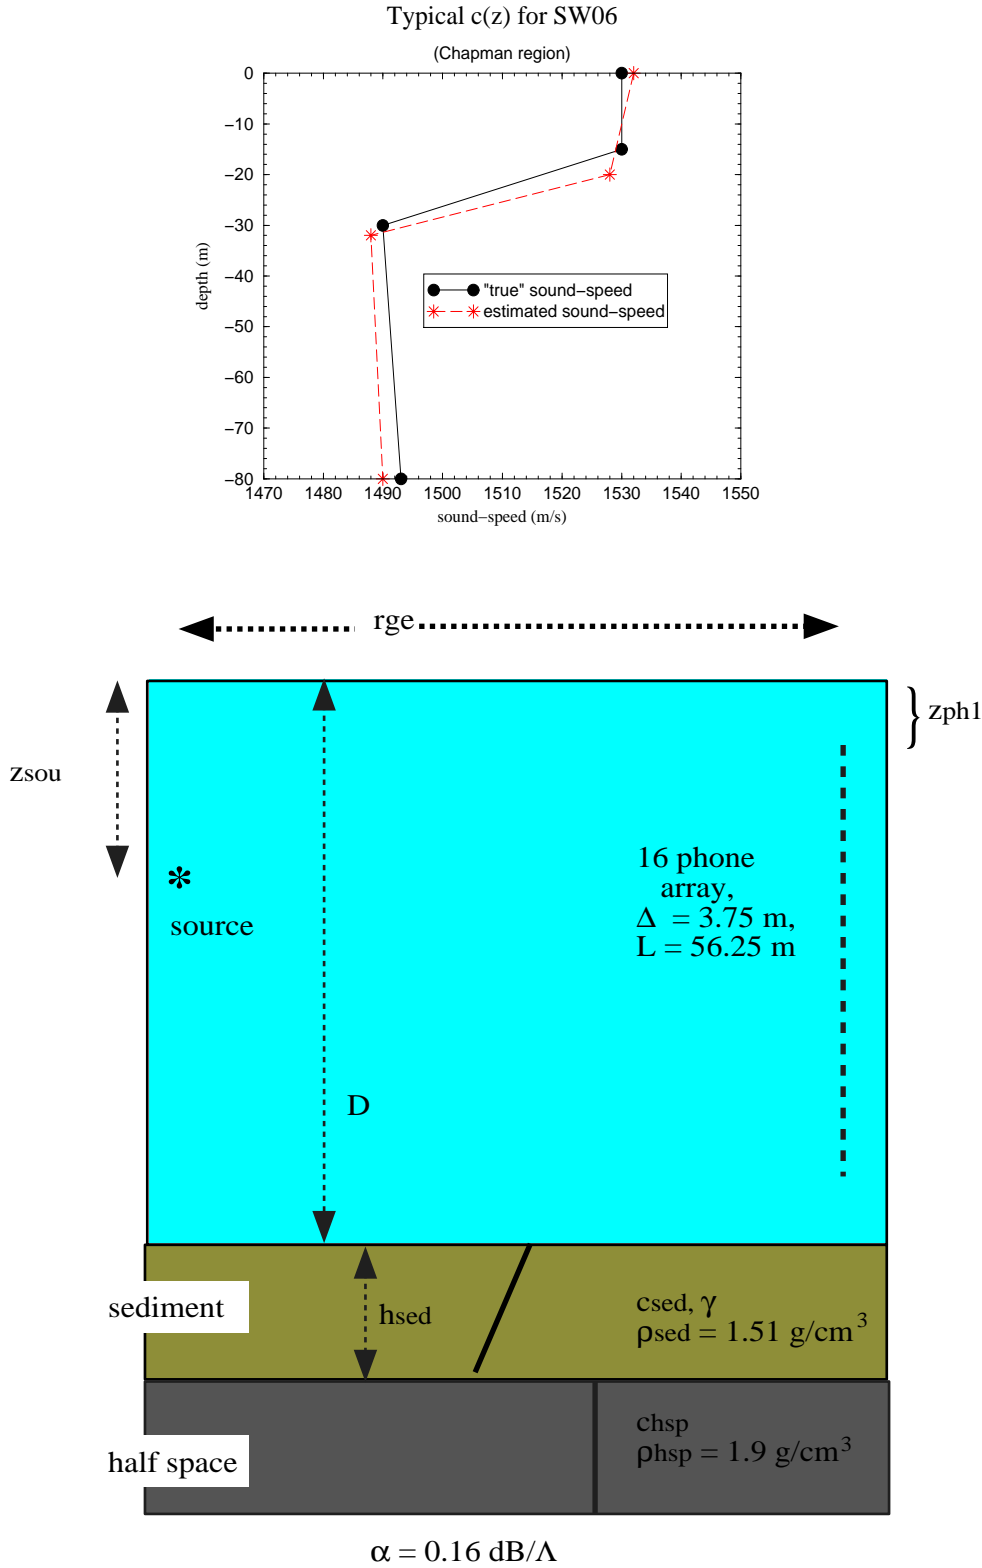 Typical c(z) for SW06
(Chapman region)
0
−10
−20
−30
−40
−50
−60
−70
−80
depth (m)
"true" sound−speed
estimated sound−speed
1470 1480 1490 1500 1510 1520 1530 1540 1550
sound−speed (m/s)
rge
zph1
zsou
*
source
16 phone
array,
Δ = 3.75 m,
L = 56.25 m
D
sediment
hsed
csed, γ
ρsed = 1.51 g/cm³
half space
chsp
ρhsp = 1.9 g/cm³
α = 0.16 dB/Λ